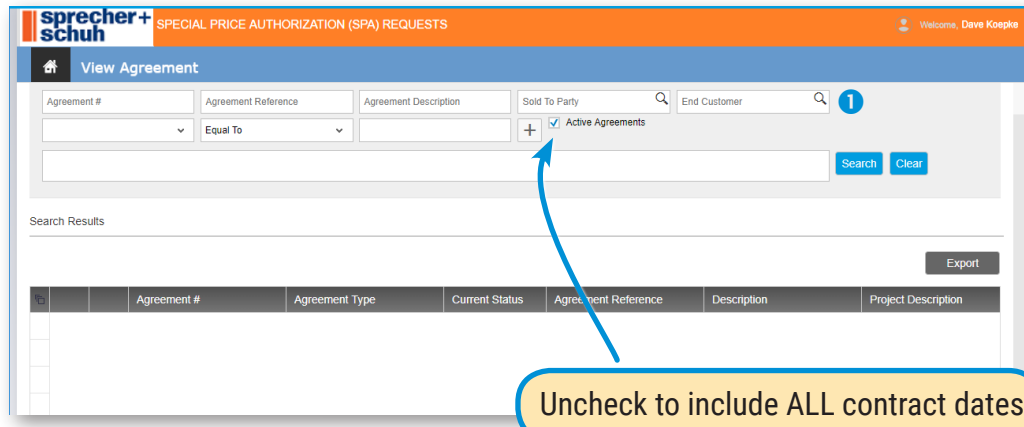 sprecher+
schuh
SPECIAL PRICE AUTHORIZATION (SPA) REQUESTS
Welcome, Dave Koepke
View Agreement
Agreement #
Agreement Reference
Agreement Description
Sold To Party
End Customer
1
Equal To
+
Active Agreements
Search
Clear
Search Results
Export
Agreement #
Agreement Type
Current Status
Agreement Reference
Description
Project Description
Uncheck to include ALL contract dates